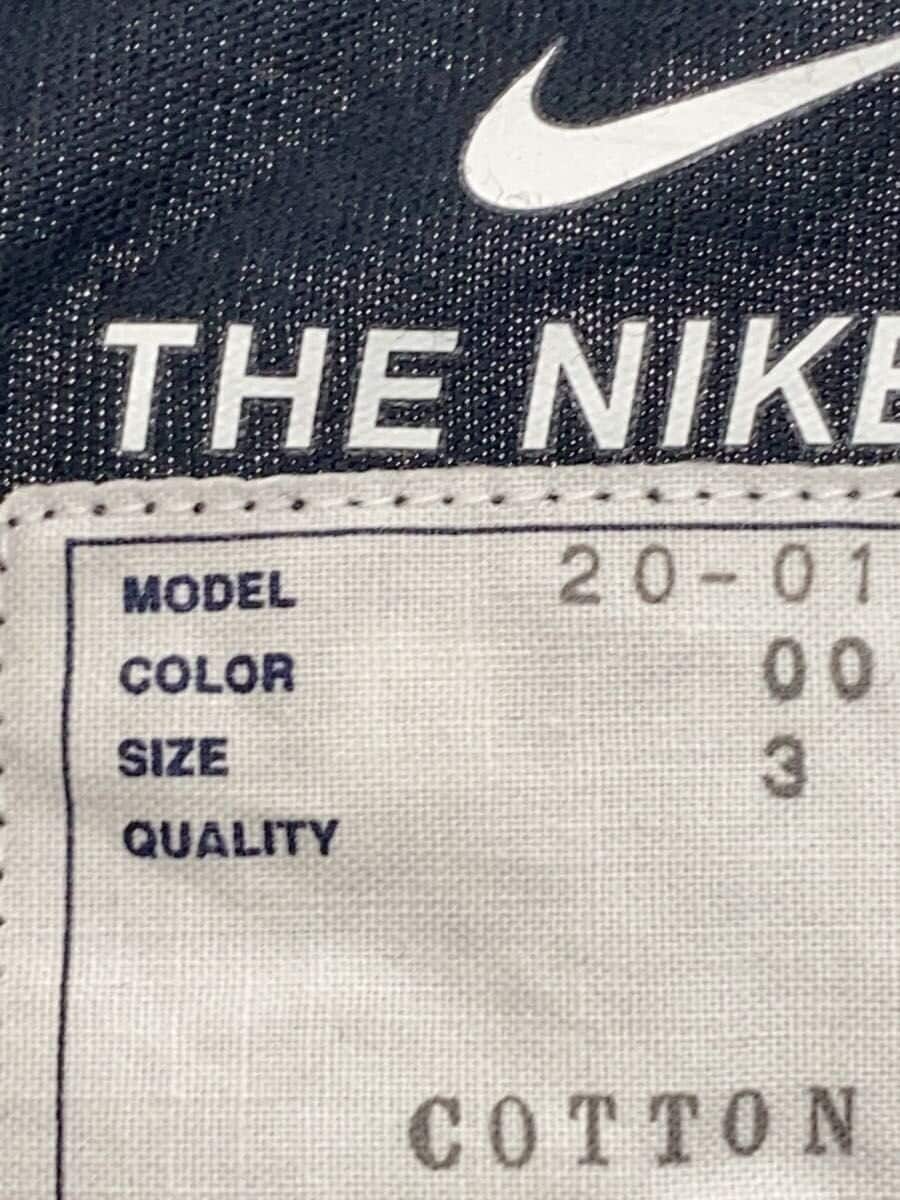 THE NIKE
MODEL 20-01
COLOR 00
SIZE 3
QUALITY
COTTON